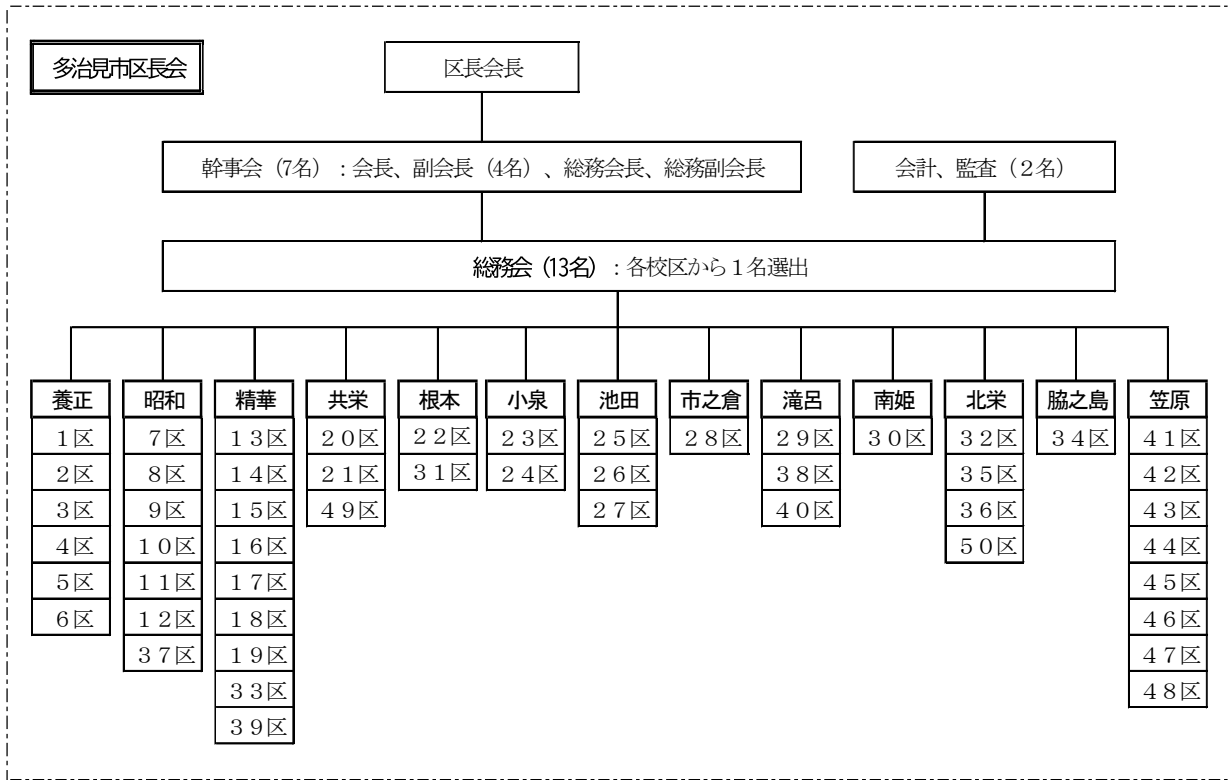 多治見市区長会
区長会長
幹事会（7名）：会長、副会長（4名）、総務会長、総務副会長
会計、監査（２名）
総務会（13名）：各校区から１名選出
養正
1区
2区
3区
4区
5区
6区
昭和
7区
8区
9区
１０区
１１区
１２区
３７区
精華
１３区
１４区
１５区
１６区
１７区
１８区
１９区
３３区
３９区
共栄
２０区
２１区
４９区
根本
２２区
３１区
小泉
２３区
２４区
池田
２５区
２６区
２７区
市之倉
２８区
滝呂
２９区
３８区
４０区
南姫
３０区
北栄
３２区
３５区
３６区
５０区
脇之島
３４区
笠原
４１区
４２区
４３区
４４区
４５区
４６区
４７区
４８区